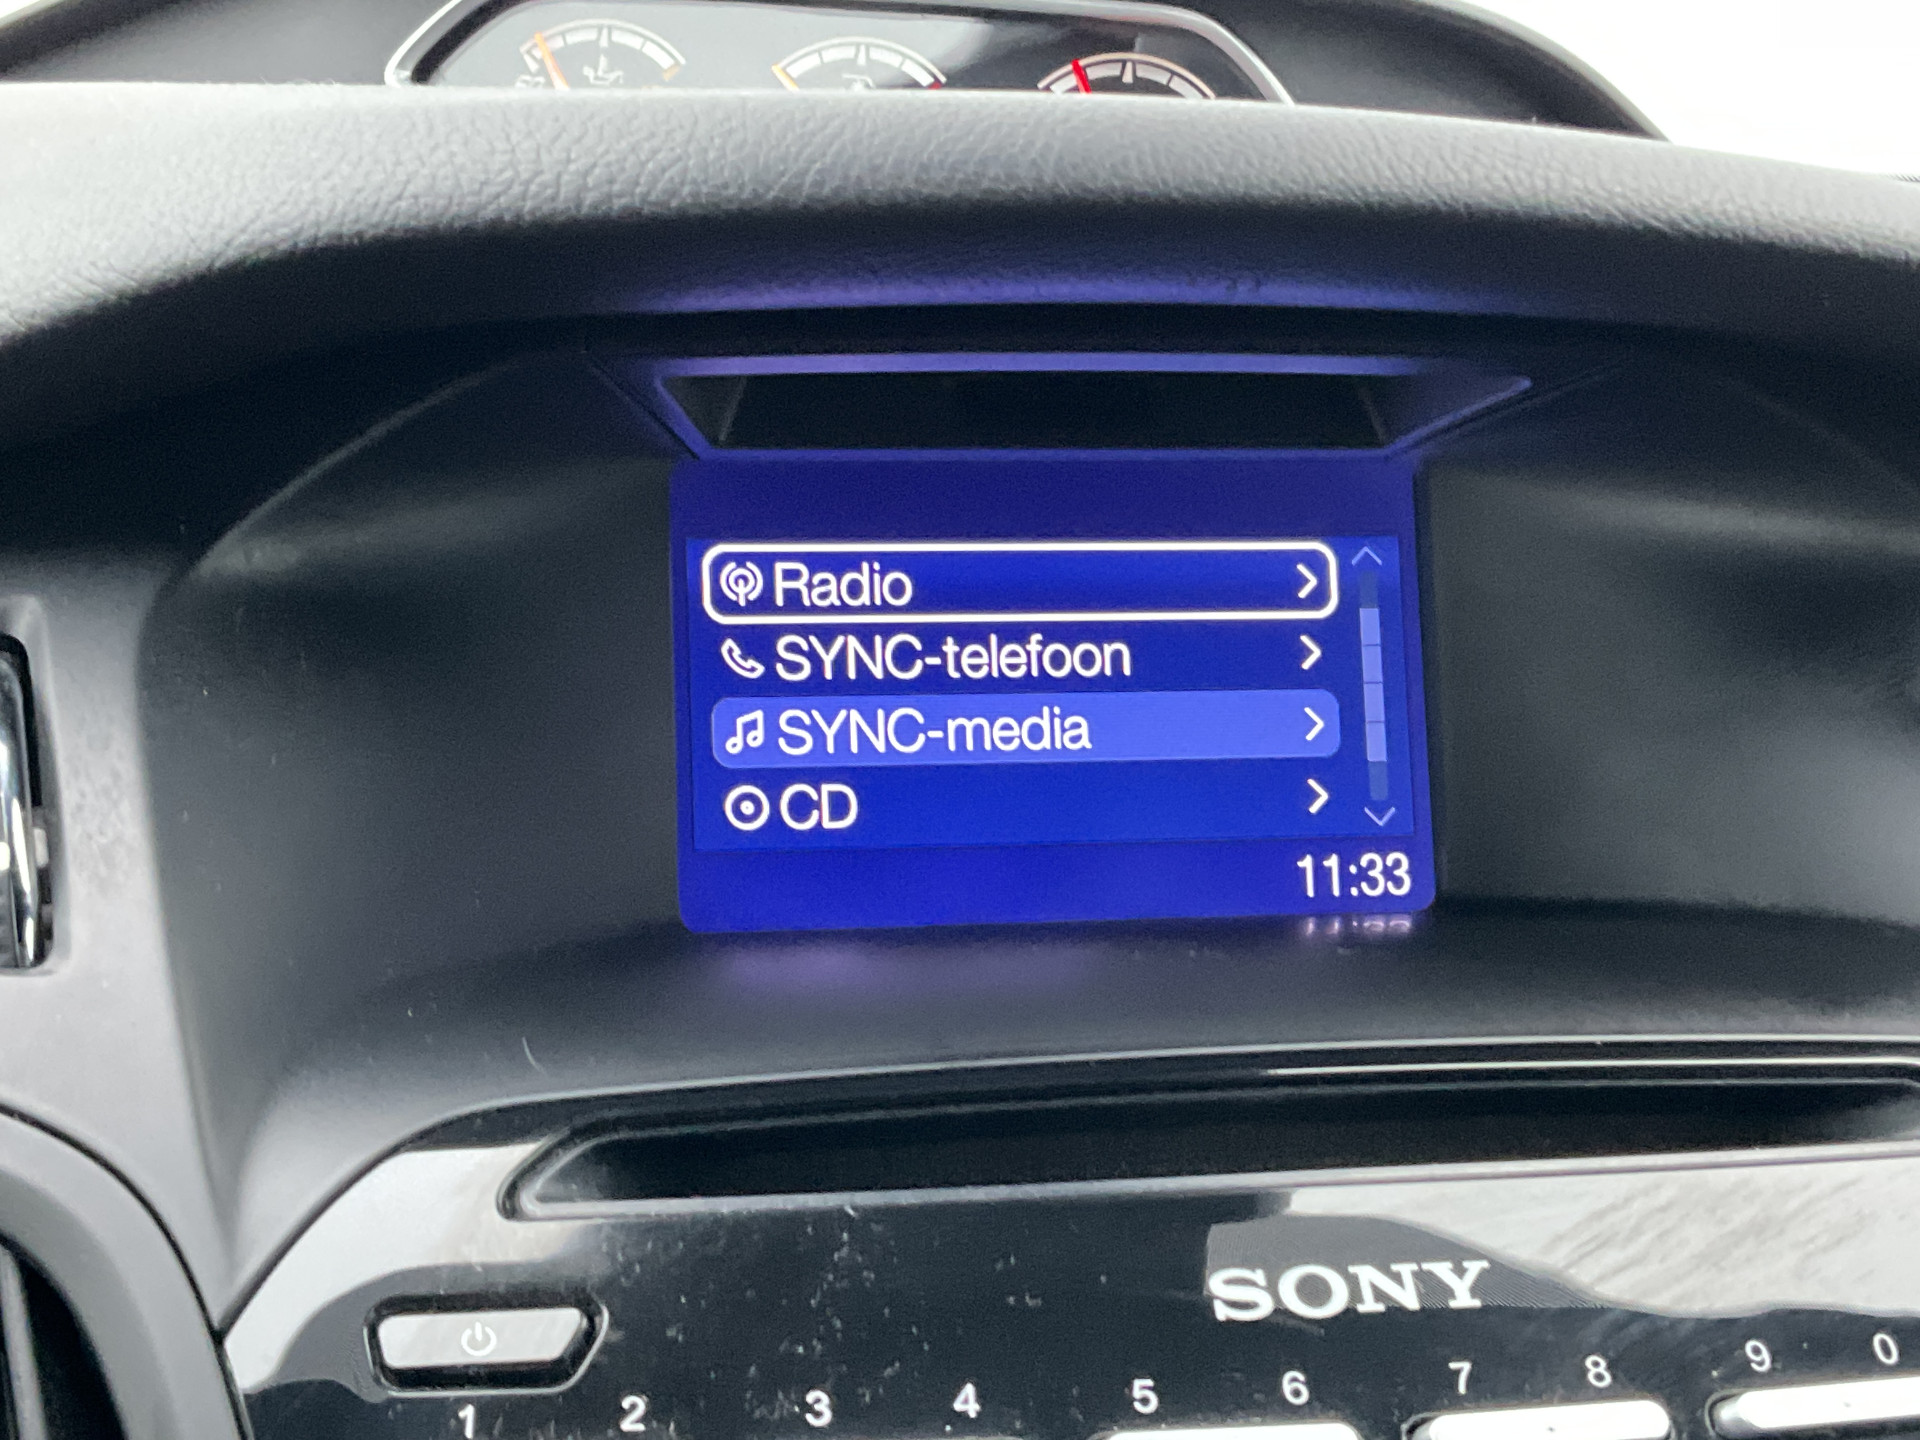 Radio
SYNC-telefoon
SYNC-media
CD
11:33
SONY
1 2 3 4 5 6 7 8 9 0